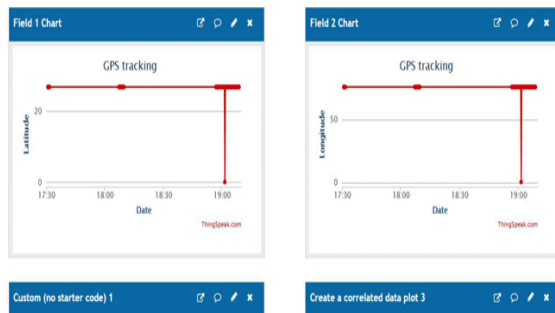 Field 1 Chart
GPS tracking
Latitude
20
0
17:30 18:00 18:30 19:00
Date
ThingSpeak.com
Field 2 Chart
GPS tracking
Longitude
50
0
17:30 18:00 18:30 19:00
Date
ThingSpeak.com
Custom (no starter code) 1
Create a correlated data plot 3